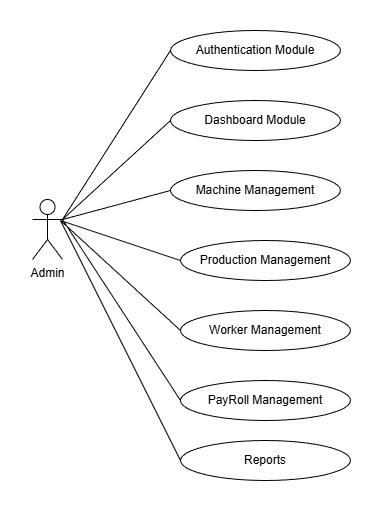 Authentication Module
Dashboard Module
Machine Management
Production Management
Admin
Worker Management
PayRoll Management
Reports